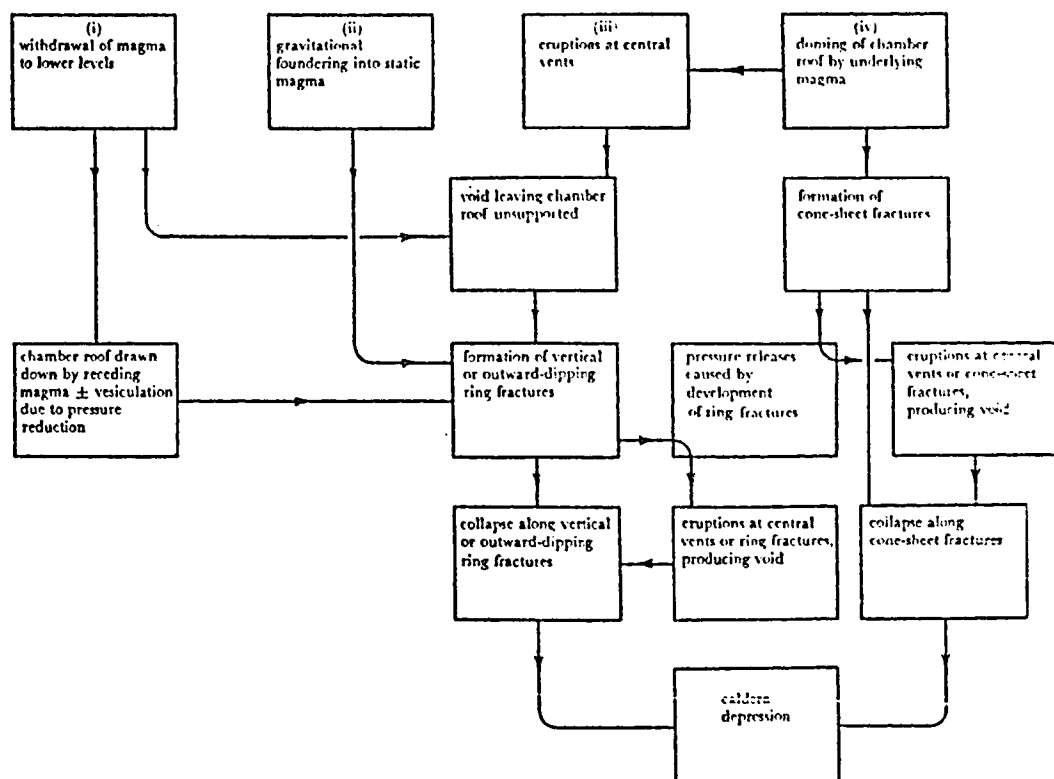 (i)
withdrawal of magma
to lower levels
(ii)
gravitational
foundering into static
magma
(iii)
eruptions at central
vents
(iv)
doming of chamber
roof by underlying
magma
void leaving chamber
roof unsupported
formation of
cone-sheet fractures
chamber roof drawn
down by receding
magma ± vesiculation
due to pressure
reduction
formation of vertical
or outward-dipping
ring fractures
pressure releases
caused by
development
of ring fractures
eruptions at central
vents or cone-sheet
fractures,
producing void
collapse along vertical
or outward-dipping
ring fractures
eruptions at central
vents or ring fractures,
producing void
collapse along
cone-sheet fractures
caldera
depression